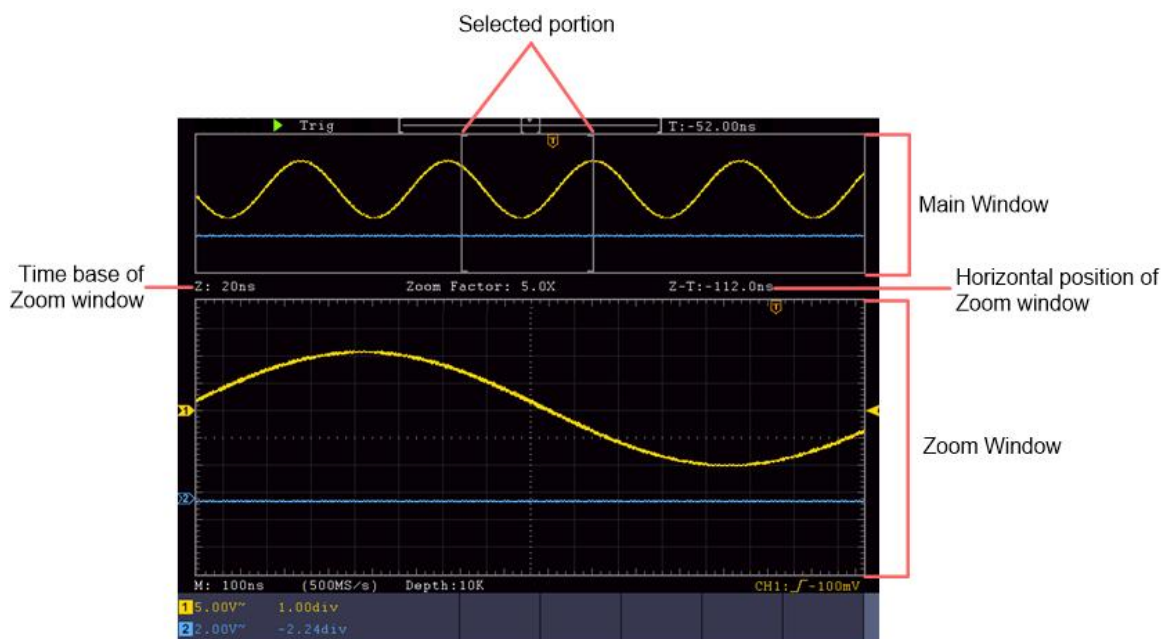 Selected portion
Trig
T:-52.00ns
T
Main Window
Time base of
Zoom window
Z: 20ns
Zoom Factor: 5.0X
Z-T:-112.0ns
Horizontal position of
Zoom window
T
1
Zoom Window
2
M: 100ns (500MS/s) Depth:10K
CH1: -100mV
1 5.00V~ 1.00div
2 2.00V~ -2.24div